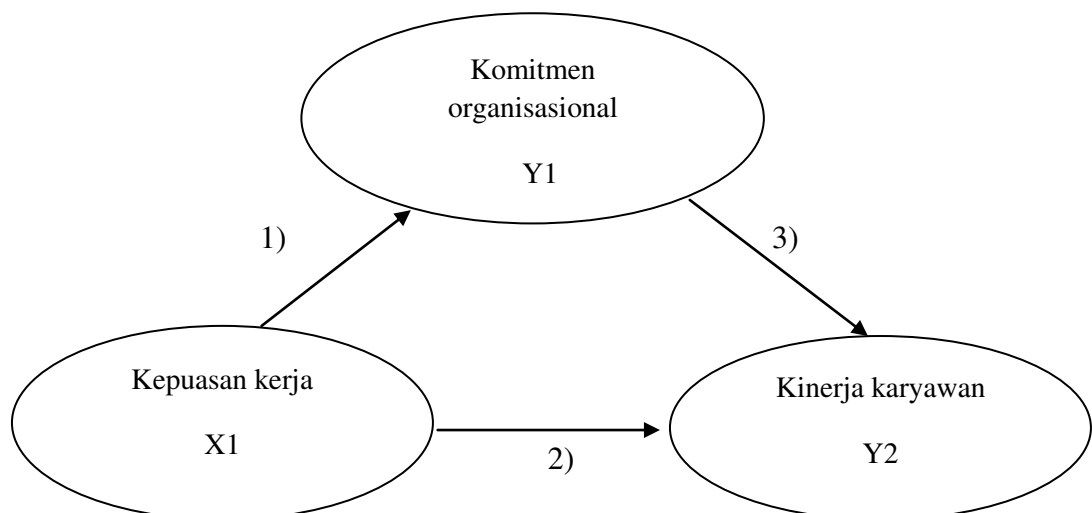 Komitmen
organisasional
Y1
1)
3)
Kepuasan kerja
X1
2)
Kinerja karyawan
Y2